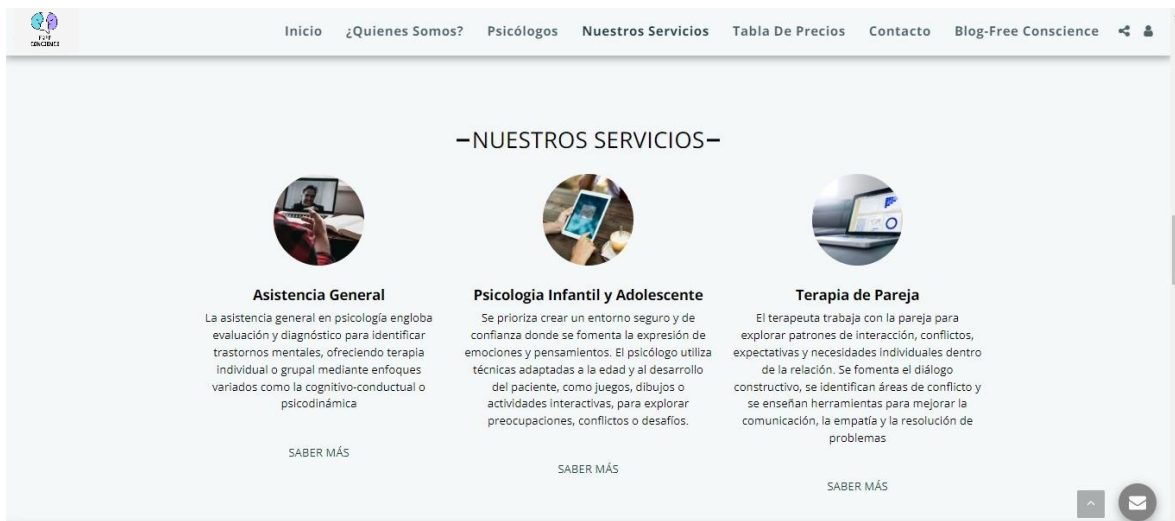 FREE
CONSCIENCE
Inicio ¿Quienes Somos? Psicólogos Nuestros Servicios Tabla De Precios Contacto Blog-Free Conscience
–NUESTROS SERVICIOS–
Asistencia General
La asistencia general en psicología engloba
evaluación y diagnóstico para identificar
trastornos mentales, ofreciendo terapia
individual o grupal mediante enfoques
variados como la cognitivo-conductual o
psicodinámica
SABER MÁS
Psicologia Infantil y Adolescente
Se prioriza crear un entorno seguro y de
confianza donde se fomenta la expresión de
emociones y pensamientos. El psicólogo utiliza
técnicas adaptadas a la edad y al desarrollo
del paciente, como juegos, dibujos o
actividades interactivas, para explorar
preocupaciones, conflictos o desafíos.
SABER MÁS
Terapia de Pareja
El terapeuta trabaja con la pareja para
explorar patrones de interacción, conflictos,
expectativas y necesidades individuales dentro
de la relación. Se fomenta el diálogo
constructivo, se identifican áreas de conflicto y
se enseñan herramientas para mejorar la
comunicación, la empatía y la resolución de
problemas
SABER MÁS